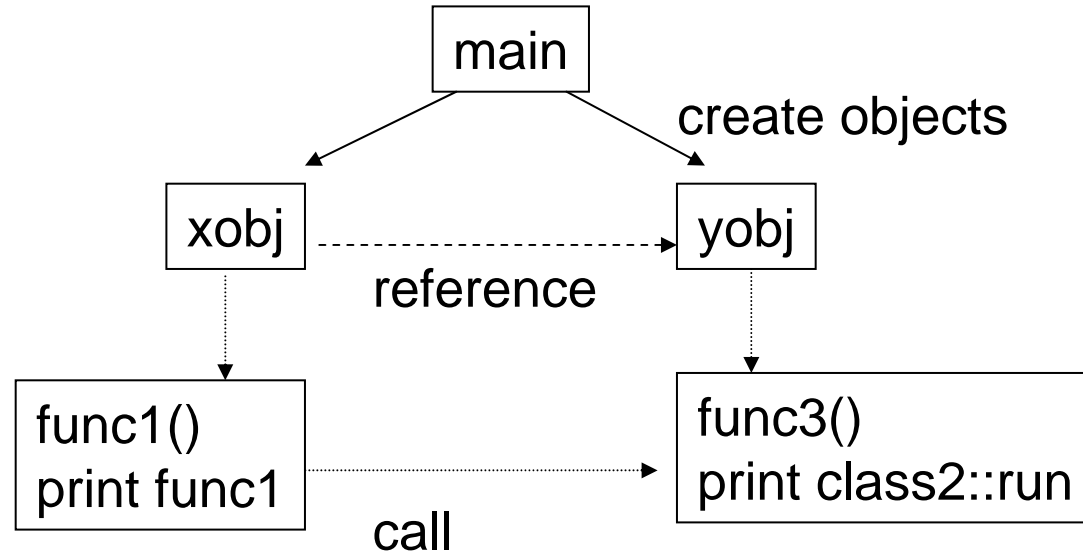 main
create objects
xobj
yobj
reference
func1()
print func1
func3()
print class2::run
call